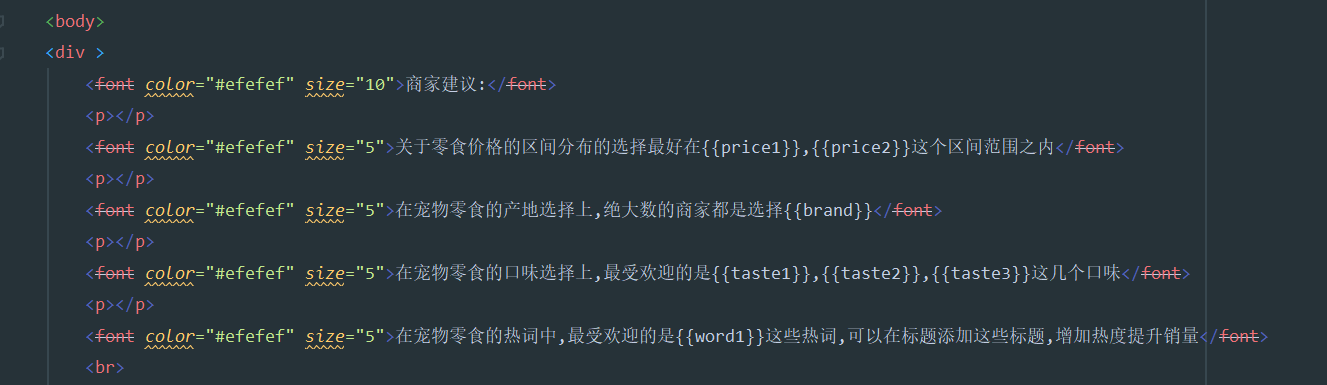 <body>
<div >
<font color="#efefef" size="10">商家建议:</font>
<p></p>
<font color="#efefef" size="5">关于零食价格的区间分布的选择最好在{{price1}},{{price2}}这个区间范围之内</font>
<p></p>
<font color="#efefef" size="5">在宠物零食的产地选择上,绝大数的商家都是选择{{brand}}</font>
<p></p>
<font color="#efefef" size="5">在宠物零食的口味选择上,最受欢迎的是{{taste1}},{{taste2}},{{taste3}}这几个口味</font>
<p></p>
<font color="#efefef" size="5">在宠物零食的热词中,最受欢迎的是{{word1}}这些热词,可以在标题添加这些标题,增加热度提升销量</font>
<br>